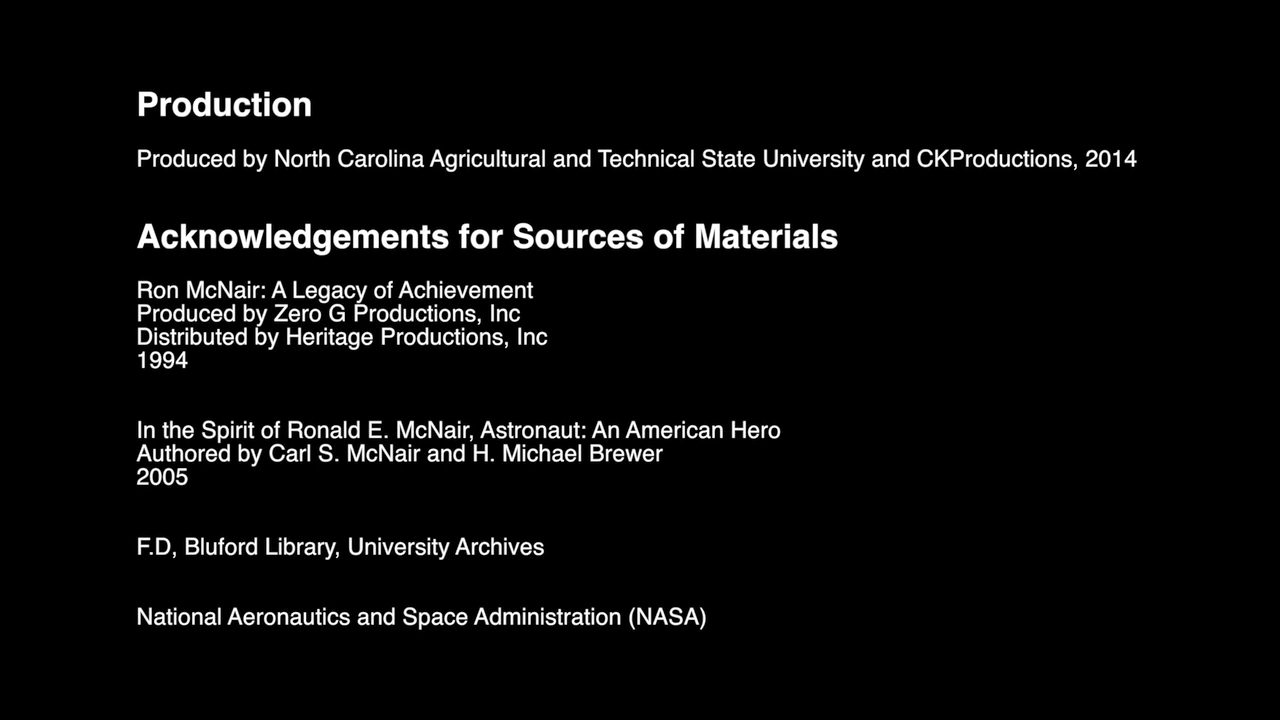 Production
Produced by North Carolina Agricultural and Technical State University and CKProductions, 2014
Acknowledgements for Sources of Materials
Ron McNair: A Legacy of Achievement
Produced by Zero G Productions, Inc
Distributed by Heritage Productions, Inc
1994
In the Spirit of Ronald E. McNair, Astronaut: An American Hero
Authored by Carl S. McNair and H. Michael Brewer
2005
F.D, Bluford Library, University Archives
National Aeronautics and Space Administration (NASA)